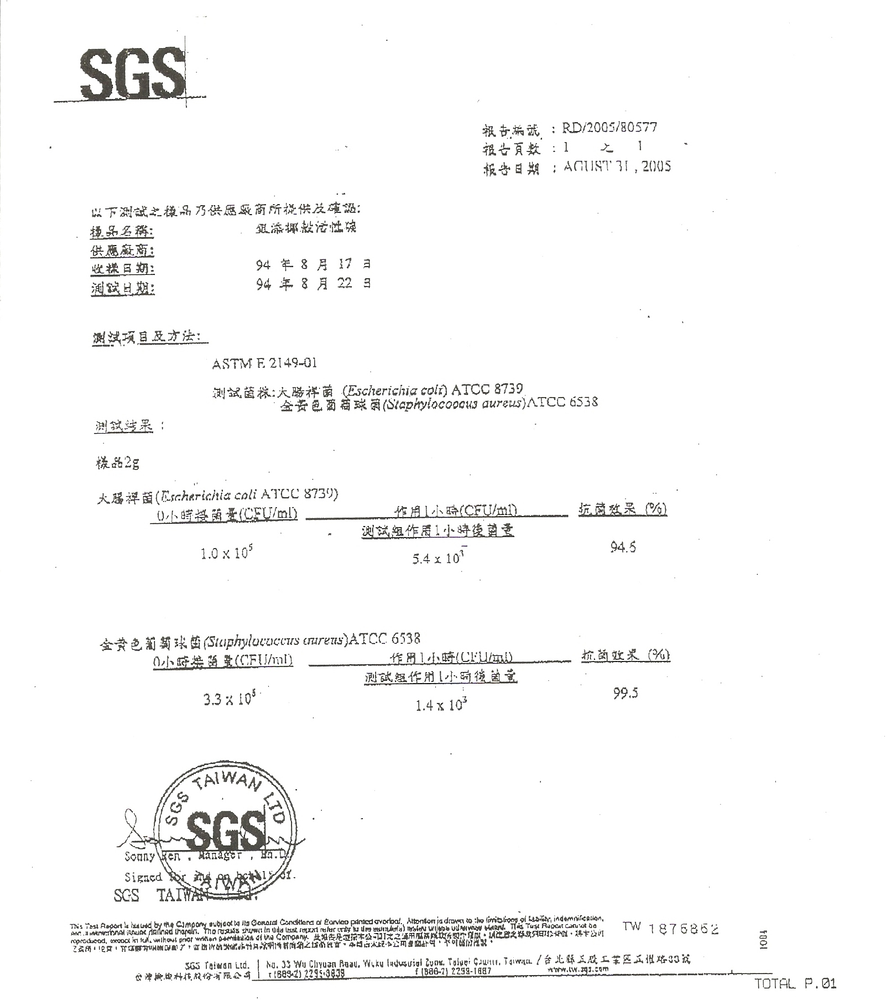 SGS
報告編號 : RD/2005/80577
報告頁數 : 1 之 1
報告日期 : AGUST 31 , 2005
以下測試之樣品乃供應廠商所提供及確認:
樣品名稱: 銀添椰殼活性碳
供應廠商:
收樣日期: 94 年 8 月 17 日
測試日期: 94 年 8 月 22 日
測試項目及方法:
ASTM E 2149-01
測試菌株:大腸桿菌 (Escherichia coli) ATCC 8739
金黃色葡萄球菌(Staphylococcus aureus)ATCC 6538
測試結果 :
樣品2g
大腸桿菌(Escherichia coli ATCC 8739)
0小時接菌量(CFU/ml) 作用1小時(CFU/ml) 抗菌效果 (%)
測試組作用1小時後菌量
1.0 x 10⁵ 5.4 x 10³ 94.6
金黃色葡萄球菌(Staphylococcus aureus)ATCC 6538
0小時接菌量(CFU/ml) 作用1小時(CFU/ml) 抗菌效果 (%)
測試組作用1小時後菌量
3.3 x 10⁵ 1.4 x 10³ 99.5
SGS TAIWAN LTD
SGS
TAIWAN
Sonny Ren , Manager , Ph.D.
Signed for and on behalf of.
SGS TAIWAN Ltd.
This Test Report is issued by the Company subject to its General Conditions of Service printed overleaf. Attention is drawn to the limitations of liability, indemnification,
and jurisdictional issues defined therein. The results shown in this test report refer only to the sample(s) tested unless otherwise stated. This Test Report cannot be
reproduced, except in full, without prior written permission of the Company.
TW 1876862
1004
SGS Taiwan Ltd. No. 33 Wu Chyuan Road, Wuku Industrial Zone, Taipei County, Taiwan. / 台北縣五股工業區五權路33號
台灣檢驗科技股份有限公司 t (886-2) 2299-3939 f (886-2) 2298-1887 www.tw.sgs.com
TOTAL P.01